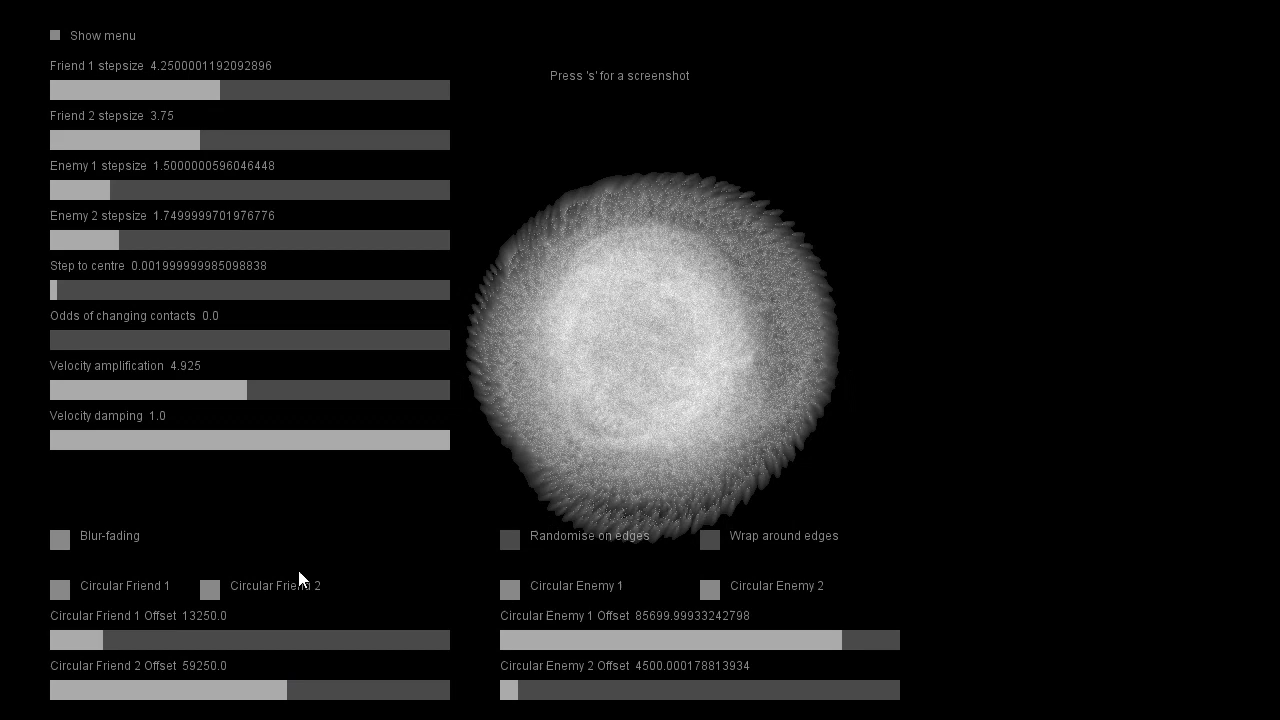 Show menu
Friend 1 stepsize 4.2500001192092896
Press 's' for a screenshot
Friend 2 stepsize 3.75
Enemy 1 stepsize 1.5000000596046448
Enemy 2 stepsize 1.7499999701976776
Step to centre 0.001999999985098838
Odds of changing contacts 0.0
Velocity amplification 4.925
Velocity damping 1.0
Blur-fading
Randomise on edges
Wrap around edges
Circular Friend 1
Circular Friend 2
Circular Enemy 1
Circular Enemy 2
Circular Friend 1 Offset 13250.0
Circular Enemy 1 Offset 85699.99933242798
Circular Friend 2 Offset 59250.0
Circular Enemy 2 Offset 4500.000178813934